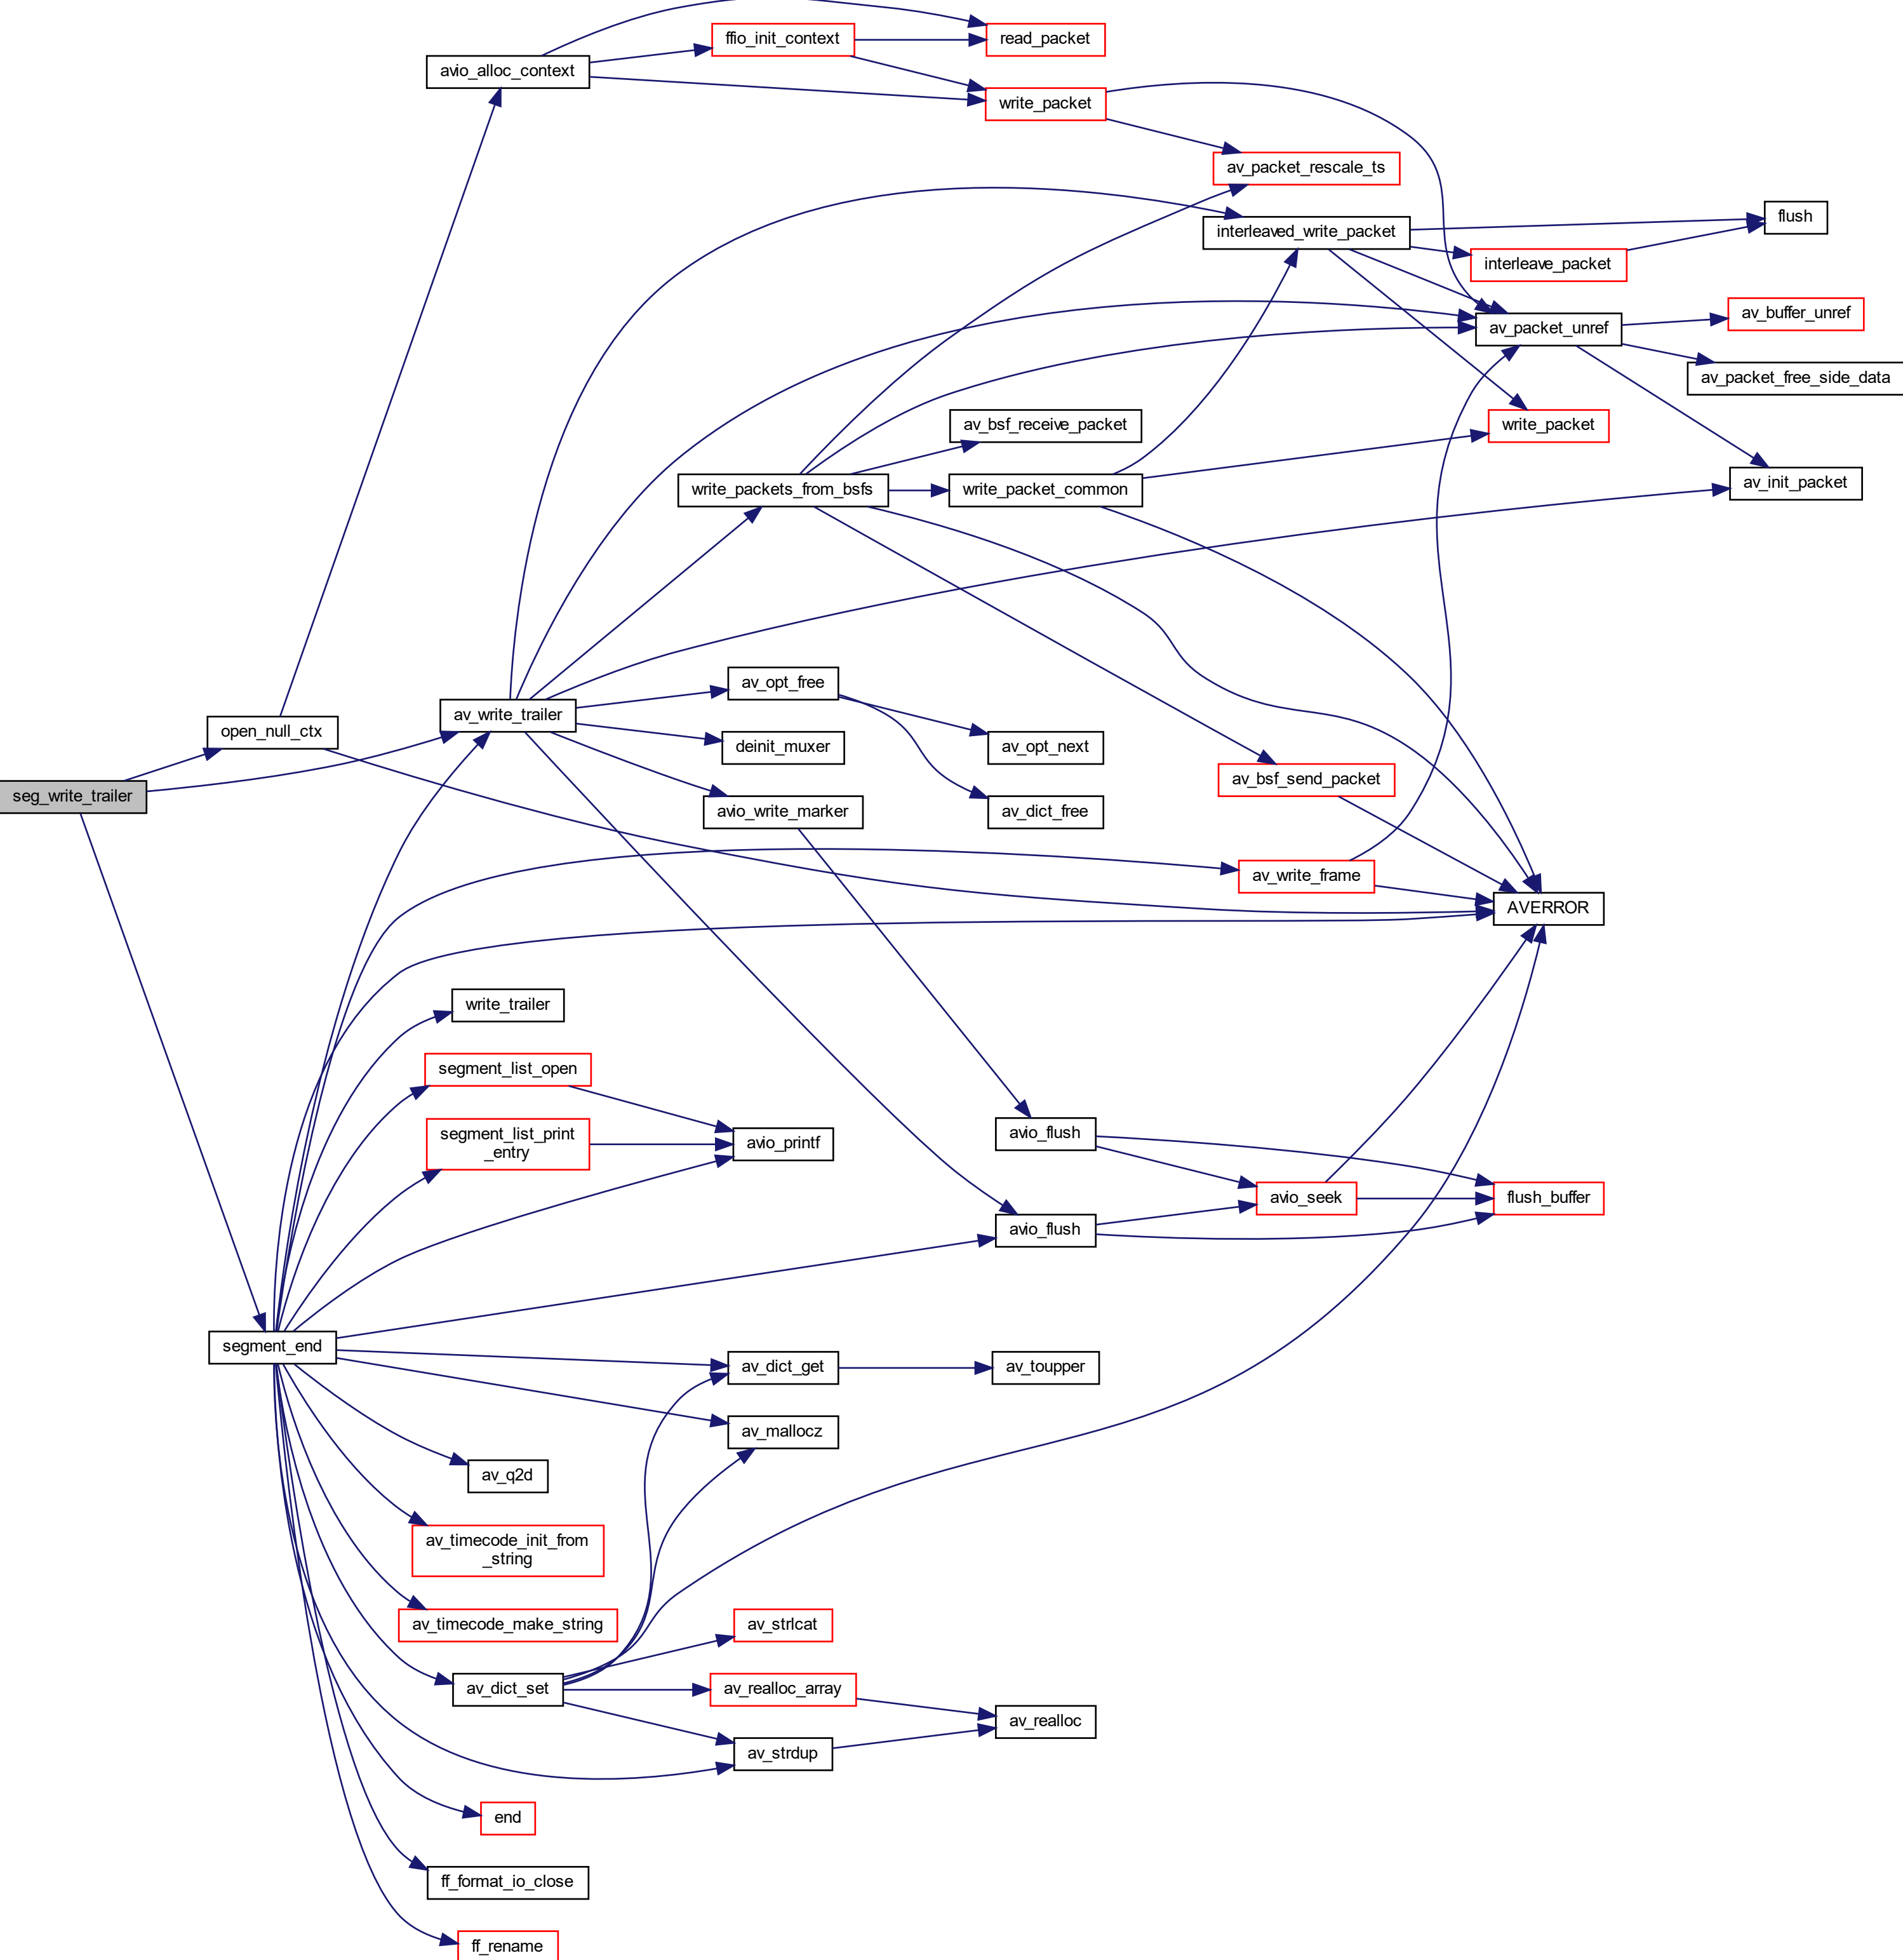 ffio_init_context
read_packet
avio_alloc_context
write_packet
av_packet_rescale_ts
flush
interleaved_write_packet
interleave_packet
av_buffer_unref
av_packet_unref
av_packet_free_side_data
av_bsf_receive_packet
write_packet
av_init_packet
write_packets_from_bsfs
write_packet_common
av_opt_free
av_write_trailer
open_null_ctx
deinit_muxer
av_opt_next
av_bsf_send_packet
seg_write_trailer
avio_write_marker
av_dict_free
av_write_frame
AVERROR
write_trailer
segment_list_open
segment_list_print
_entry
avio_printf
avio_flush
avio_seek
flush_buffer
avio_flush
segment_end
av_dict_get
av_toupper
av_mallocz
av_q2d
av_timecode_init_from
_string
av_timecode_make_string
av_strlcat
av_dict_set
av_realloc_array
av_realloc
av_strdup
end
ff_format_io_close
ff_rename